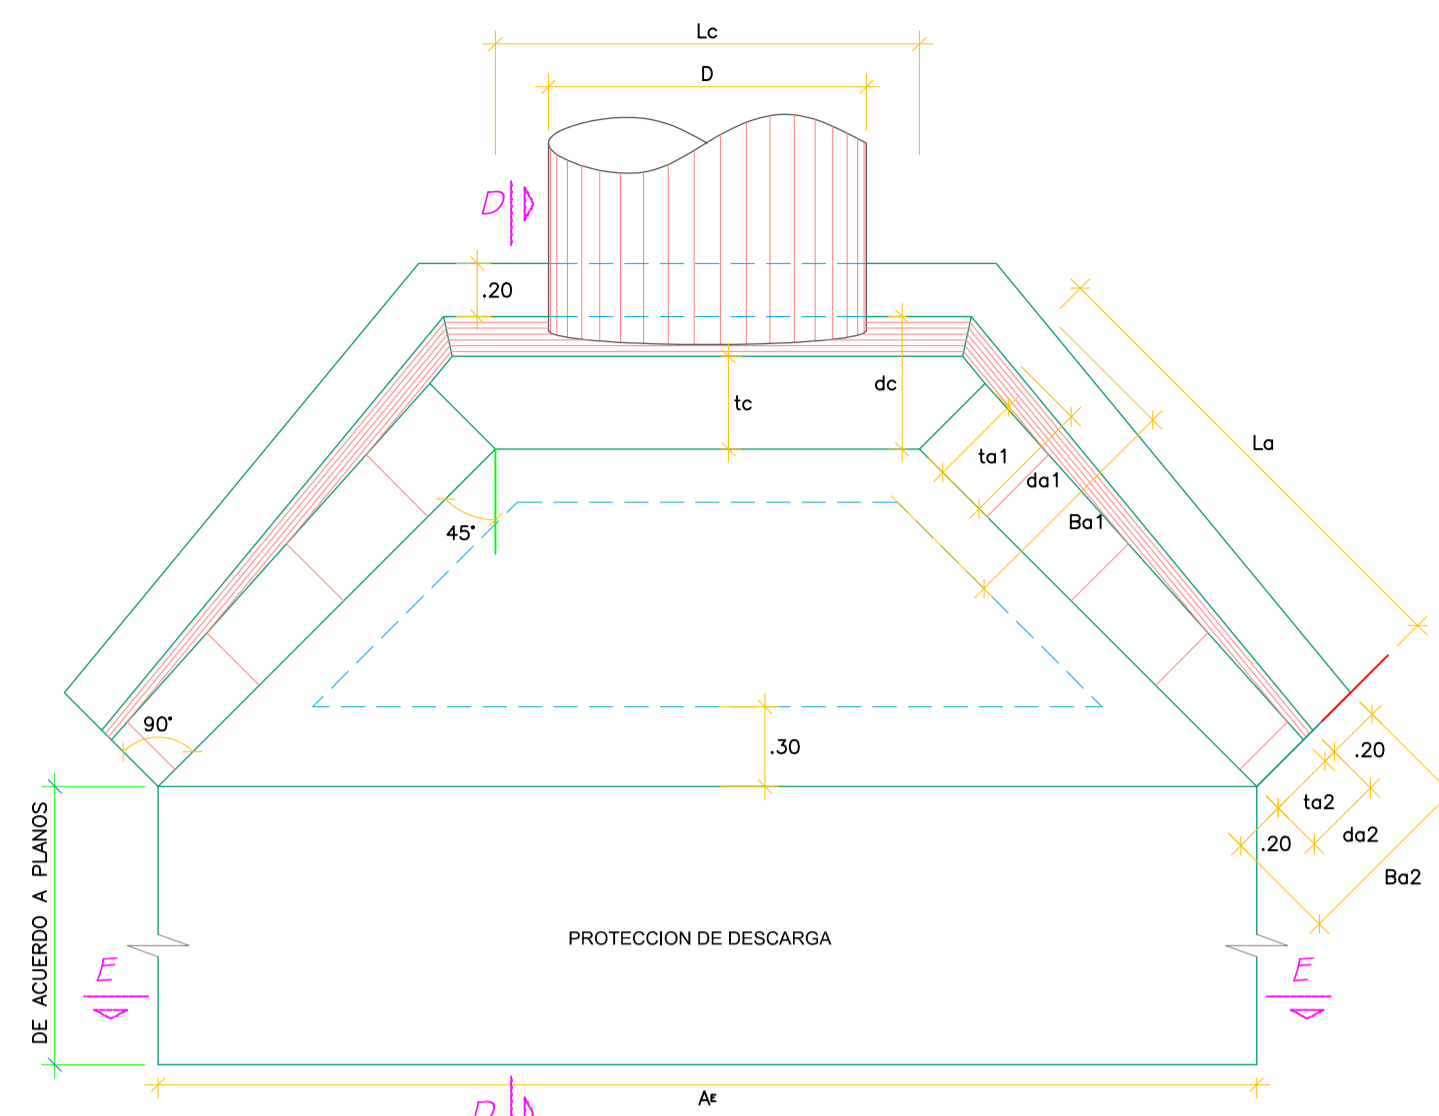 Lc
D
D
.20
dc
tc
La
ta1
da1
Ba1
45°
90°
.30
.20
ta2
da2
.20
Ba2
DE ACUERDO A PLANOS
PROTECCION DE DESCARGA
E
E
AE
D